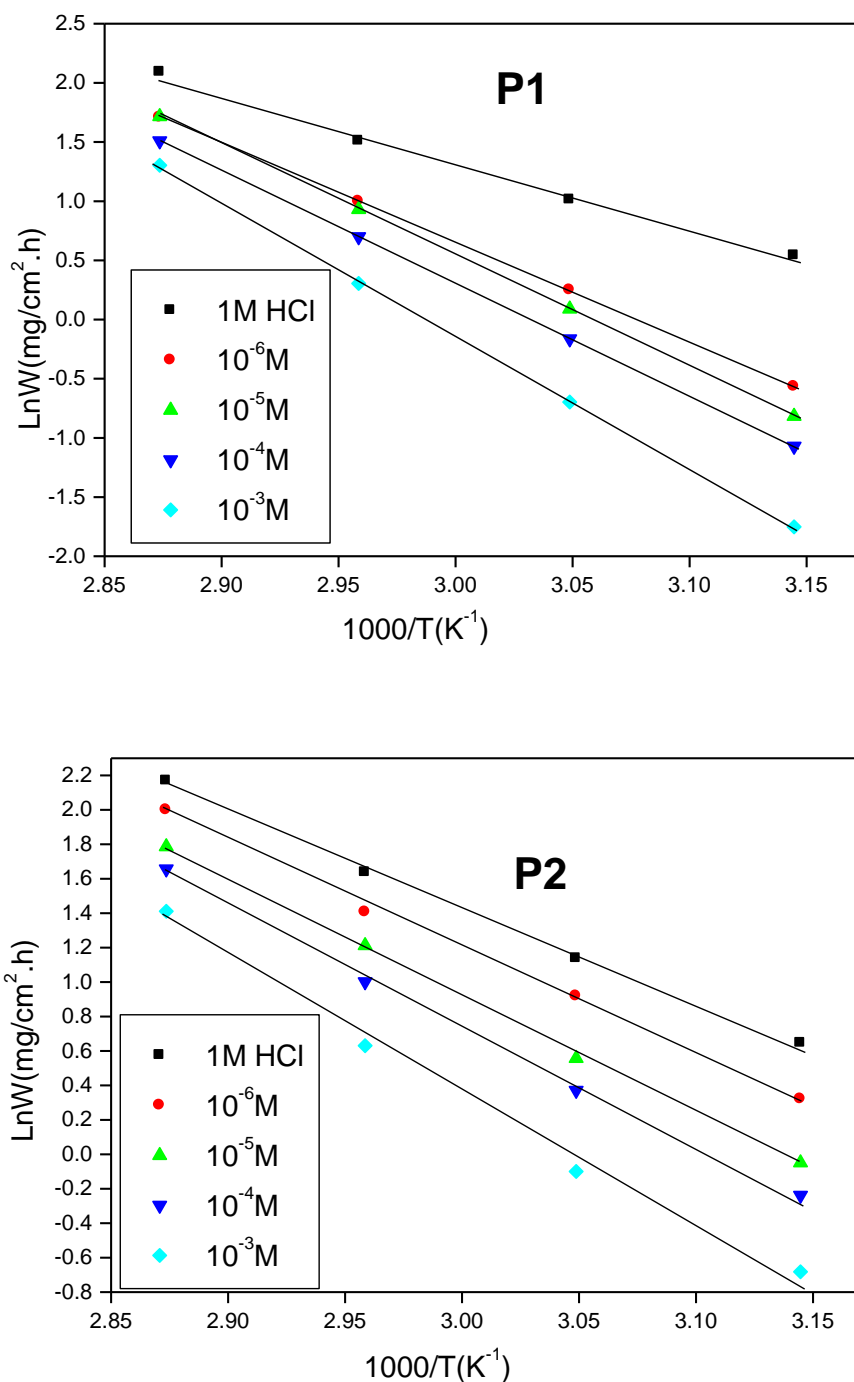 P1
LnW(mg/cm².h)
2.5
2.0
1.5
1.0
0.5
0.0
-0.5
-1.0
-1.5
-2.0
1M HCl
10⁻⁶M
10⁻⁵M
10⁻⁴M
10⁻³M
2.85 2.90 2.95 3.00 3.05 3.10 3.15
1000/T(K⁻¹)
P2
LnW(mg/cm².h)
2.2
2.0
1.8
1.6
1.4
1.2
1.0
0.8
0.6
0.4
0.2
0.0
-0.2
-0.4
-0.6
-0.8
1M HCl
10⁻⁶M
10⁻⁵M
10⁻⁴M
10⁻³M
2.85 2.90 2.95 3.00 3.05 3.10 3.15
1000/T(K⁻¹)